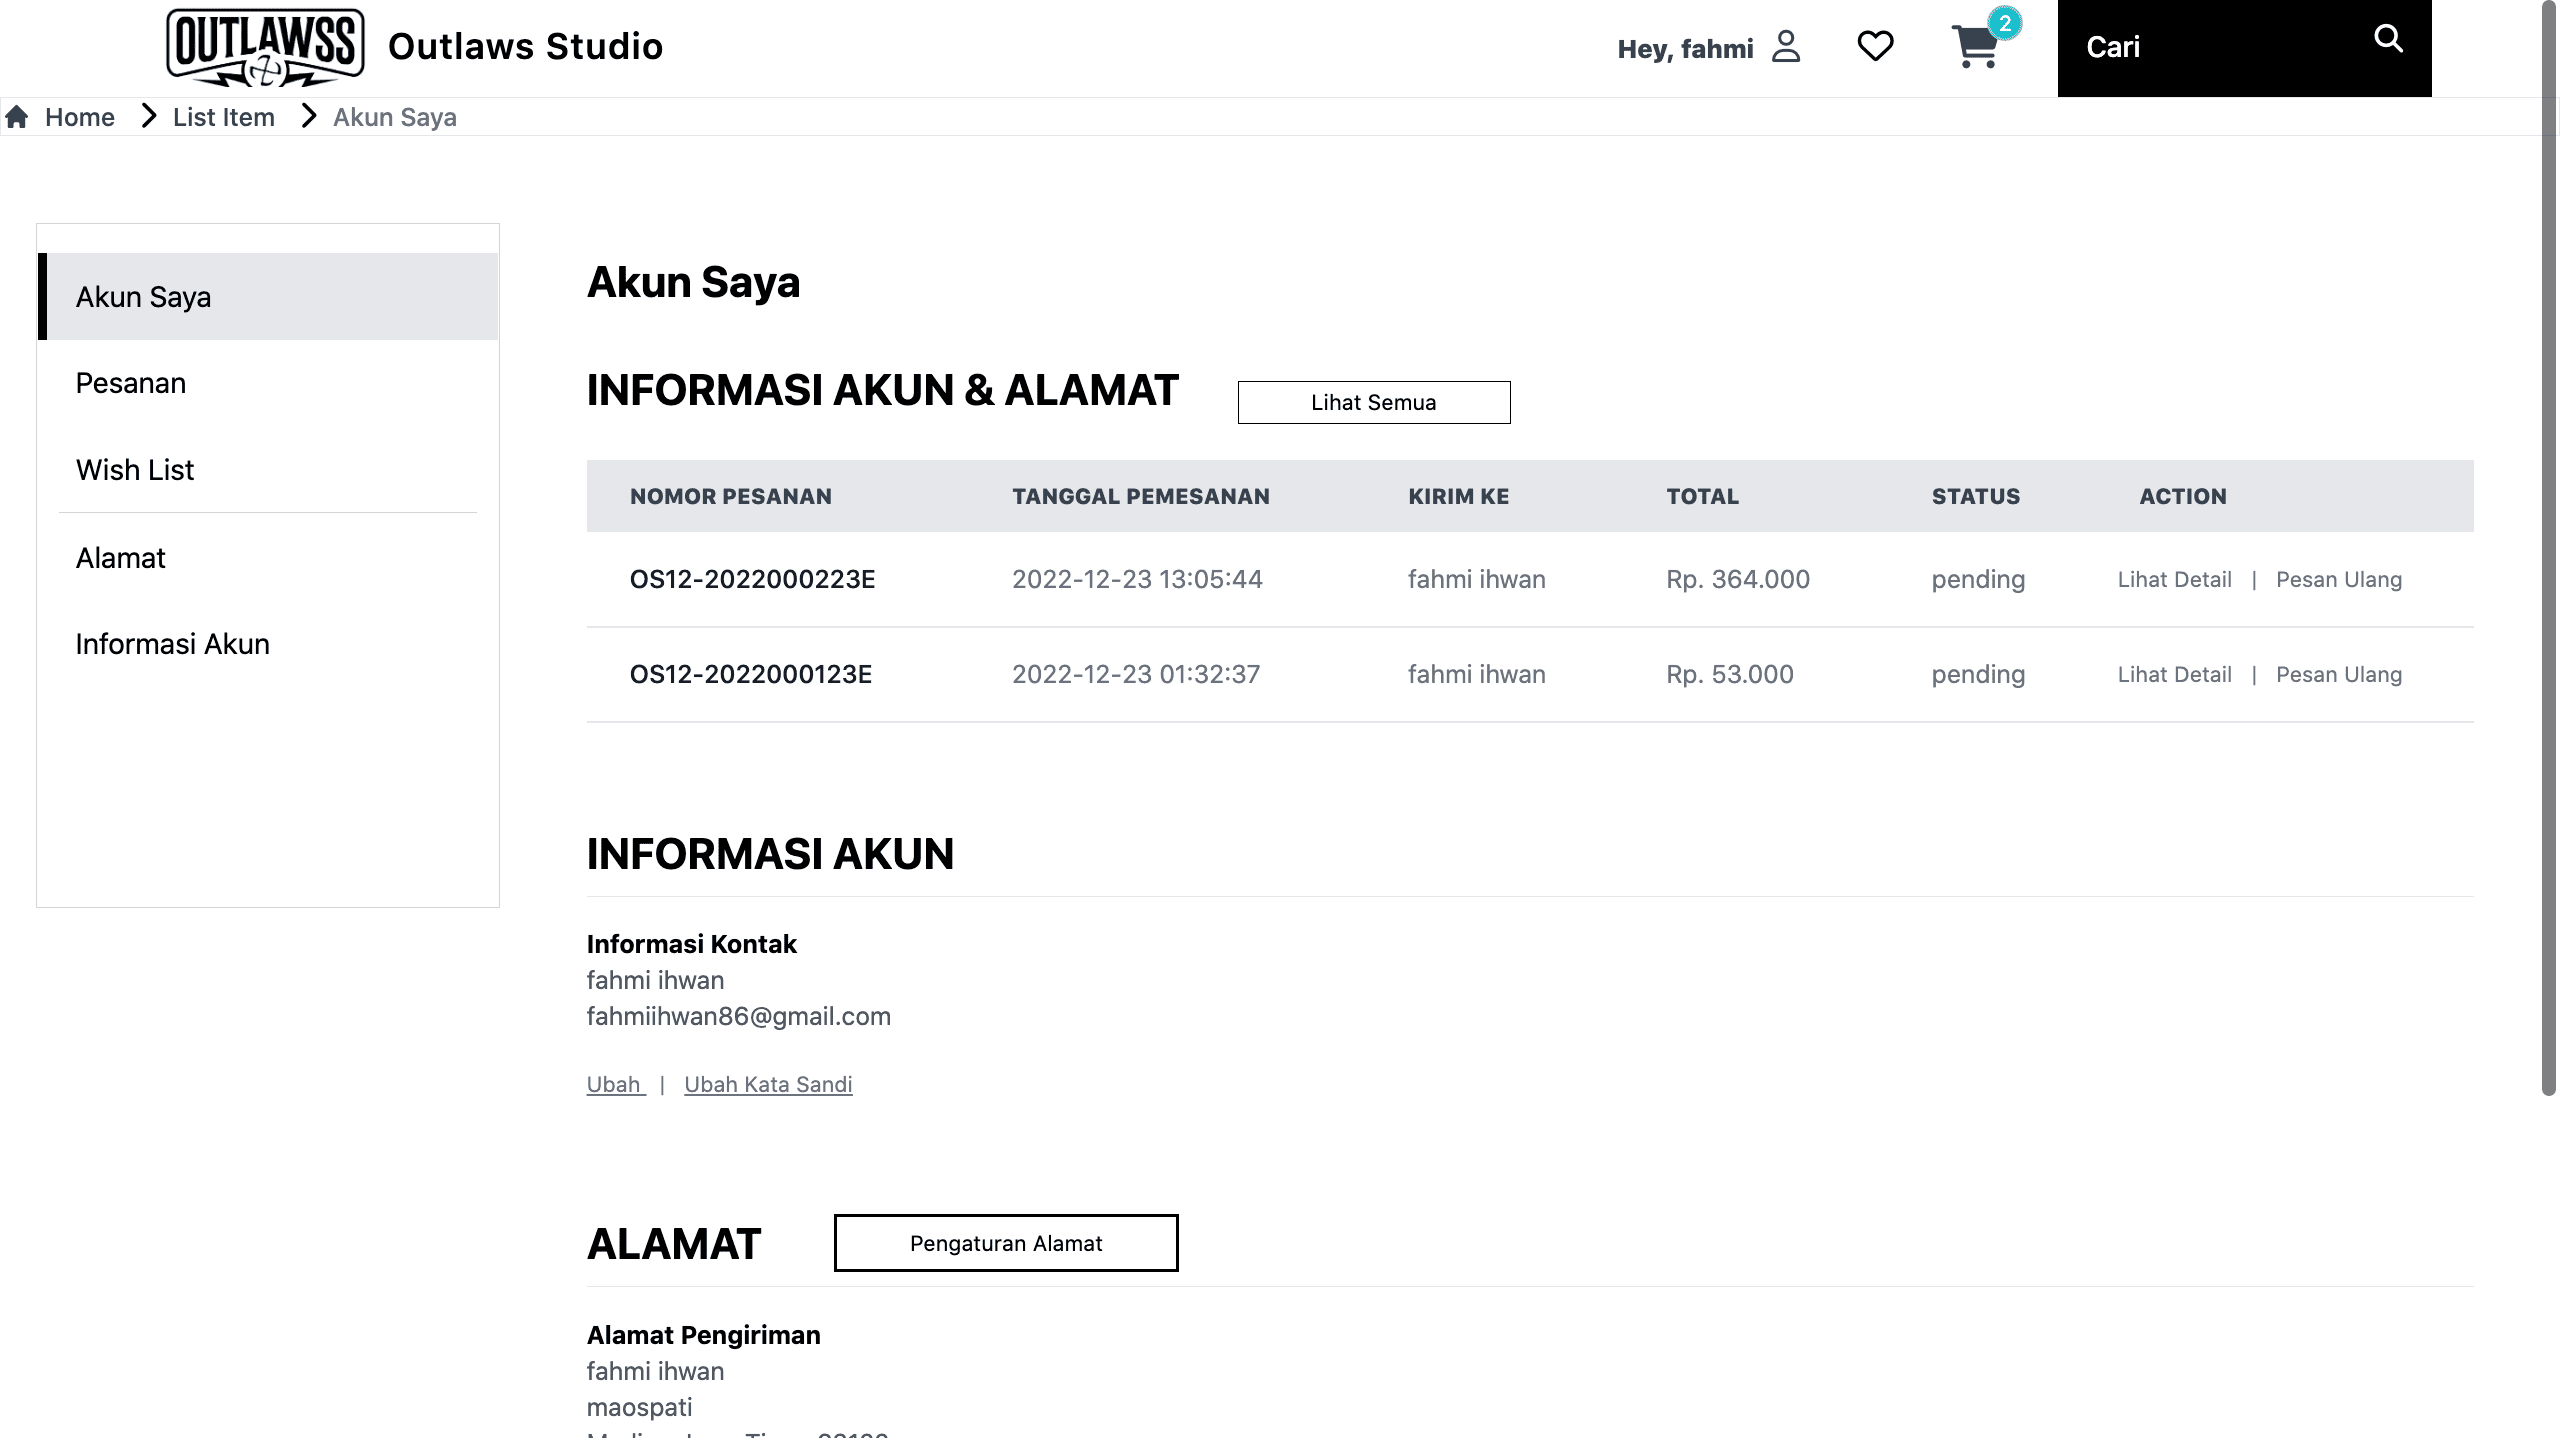 OUTLAWSS
Outlaws Studio
Hey, fahmi
2
Cari
Home
List Item
Akun Saya
Akun Saya
Pesanan
Wish List
Alamat
Informasi Akun
Akun Saya
INFORMASI AKUN & ALAMAT
Lihat Semua
NOMOR PESANAN TANGGAL PEMESANAN KIRIM KE TOTAL STATUS ACTION
OS12-2022000223E 2022-12-23 13:05:44 fahmi ihwan Rp. 364.000 pending Lihat Detail | Pesan Ulang
OS12-2022000123E 2022-12-23 01:32:37 fahmi ihwan Rp. 53.000 pending Lihat Detail | Pesan Ulang
INFORMASI AKUN
Informasi Kontak
fahmi ihwan
fahmiihwan86@gmail.com
Ubah | Ubah Kata Sandi
ALAMAT
Pengaturan Alamat
Alamat Pengiriman
fahmi ihwan
maospati